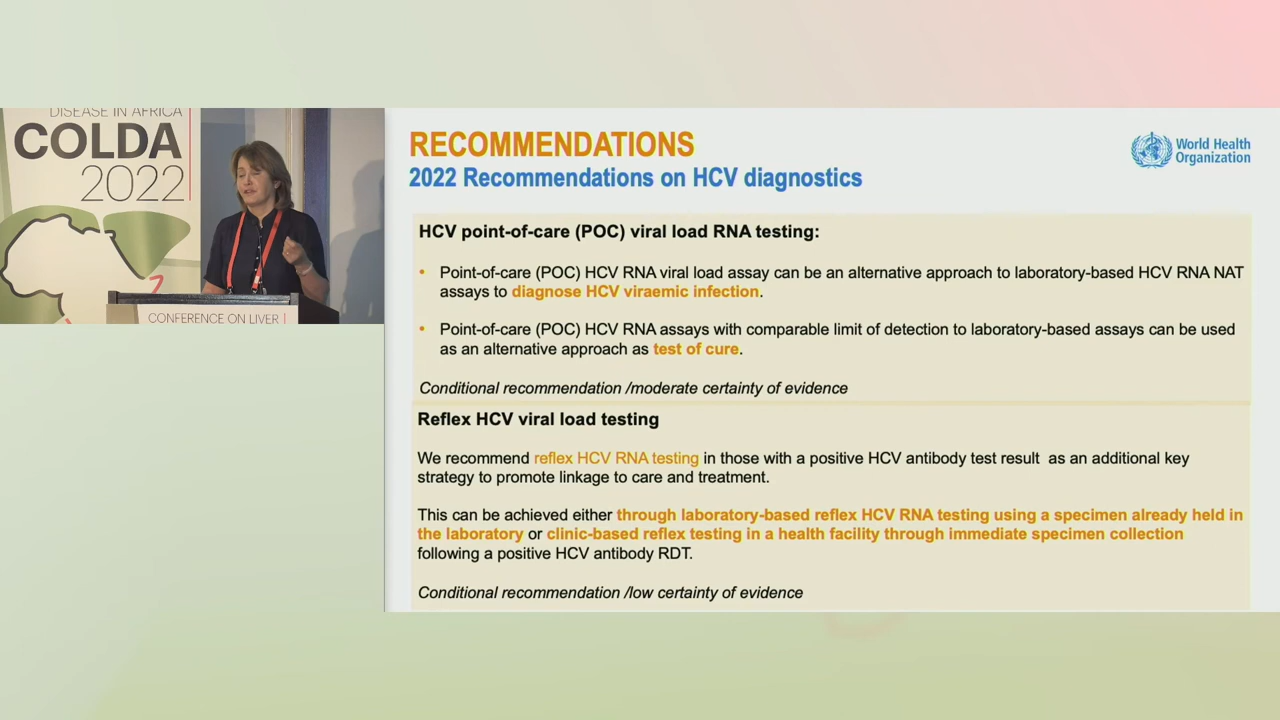 DISEASE IN AFRICA
COLDA
2022
CONFERENCE ON LIVER
RECOMMENDATIONS
2022 Recommendations on HCV diagnostics
World Health
Organization
HCV point-of-care (POC) viral load RNA testing:
• Point-of-care (POC) HCV RNA viral load assay can be an alternative approach to laboratory-based HCV RNA NAT
assays to diagnose HCV viraemic infection.
• Point-of-care (POC) HCV RNA assays with comparable limit of detection to laboratory-based assays can be used
as an alternative approach as test of cure.
Conditional recommendation /moderate certainty of evidence
Reflex HCV viral load testing
We recommend reflex HCV RNA testing in those with a positive HCV antibody test result as an additional key
strategy to promote linkage to care and treatment.
This can be achieved either through laboratory-based reflex HCV RNA testing using a specimen already held in
the laboratory or clinic-based reflex testing in a health facility through immediate specimen collection
following a positive HCV antibody RDT.
Conditional recommendation /low certainty of evidence